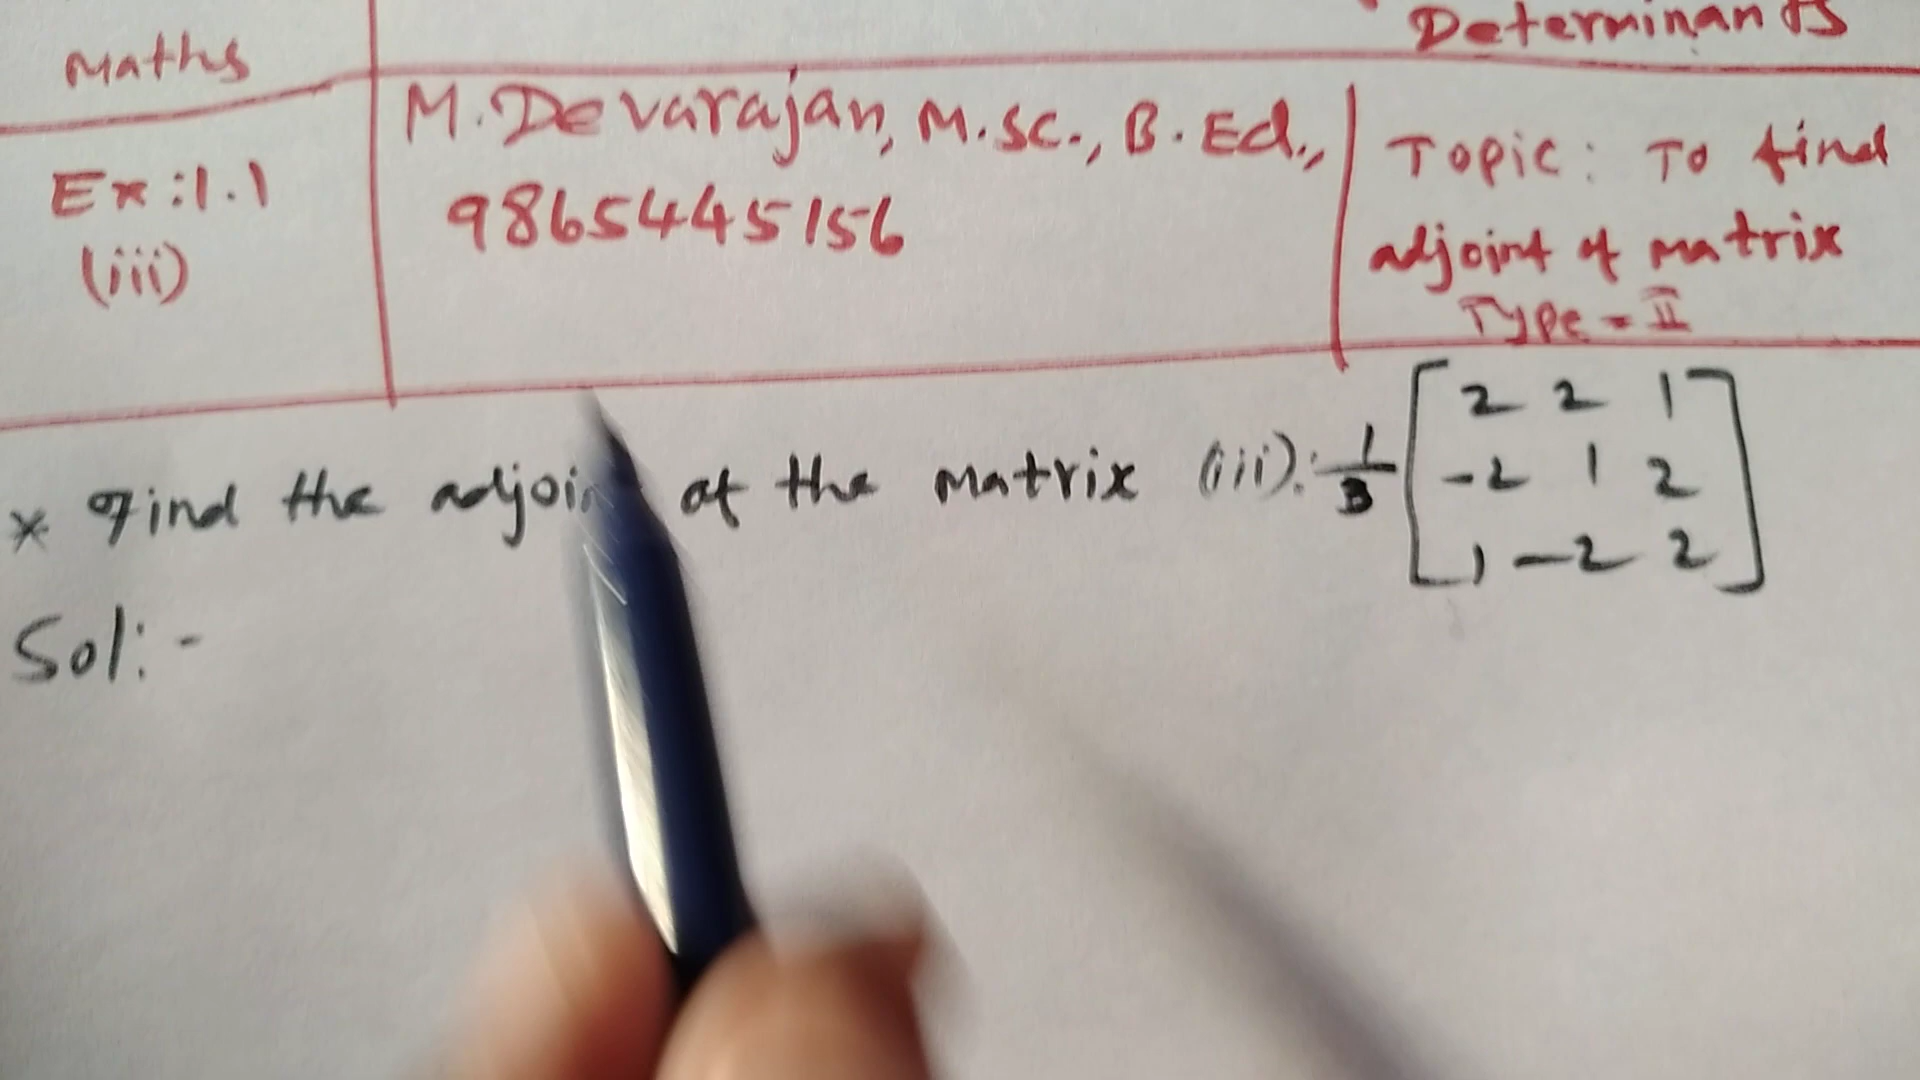 Determinants
Maths
M. Devarajan, M.Sc., B.Ed.,
9865445156
Ex:1.1
(iii)
Topic: To find
adjoint of matrix
Type - II
* Find the adjoint of the matrix (iii): 1/3 [ 2 2 1
-2 1 2
1 -2 2 ]
Sol:-